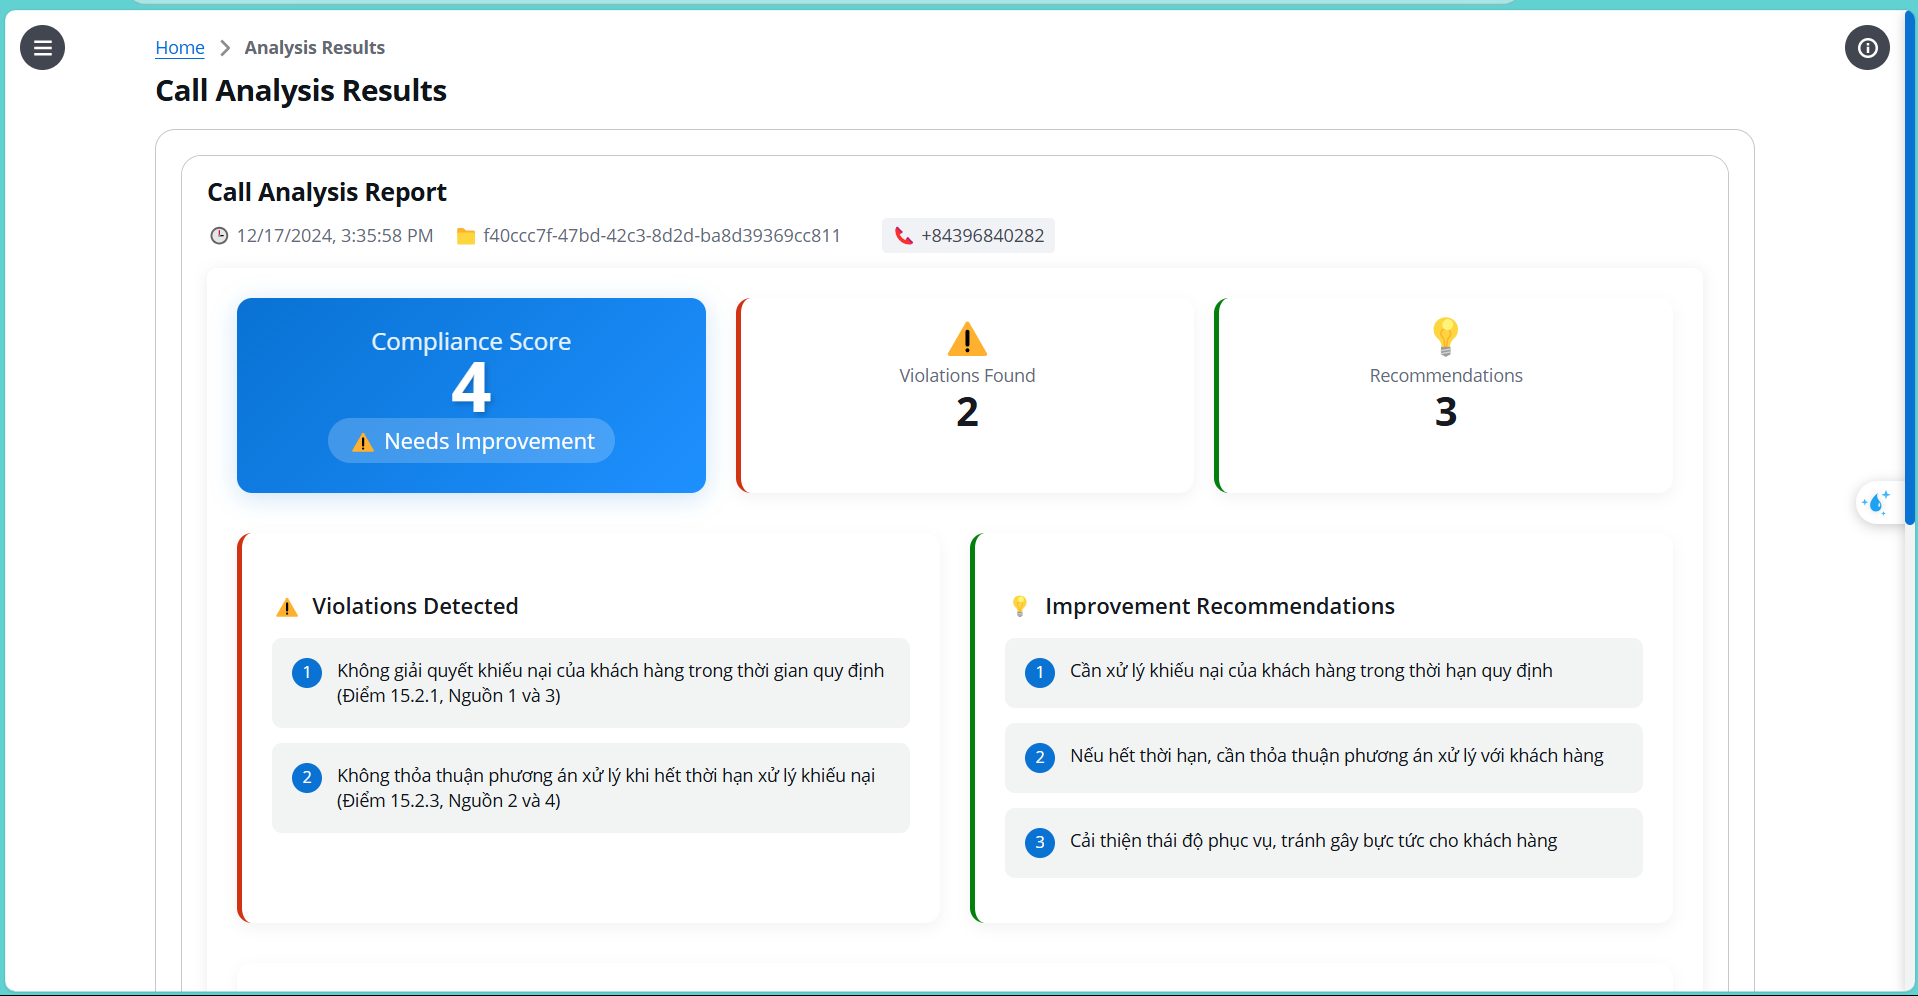 Home
Analysis Results
Call Analysis Results
Call Analysis Report
12/17/2024, 3:35:58 PM
f40ccc7f-47bd-42c3-8d2d-ba8d39369cc811
+84396840282
Compliance Score
4
Needs Improvement
Violations Found
2
Recommendations
3
Violations Detected
1
Không giải quyết khiếu nại của khách hàng trong thời gian quy định
(Điểm 15.2.1, Nguồn 1 và 3)
2
Không thỏa thuận phương án xử lý khi hết thời hạn xử lý khiếu nại
(Điểm 15.2.3, Nguồn 2 và 4)
Improvement Recommendations
1
Cần xử lý khiếu nại của khách hàng trong thời hạn quy định
2
Nếu hết thời hạn, cần thỏa thuận phương án xử lý với khách hàng
3
Cải thiện thái độ phục vụ, tránh gây bực tức cho khách hàng